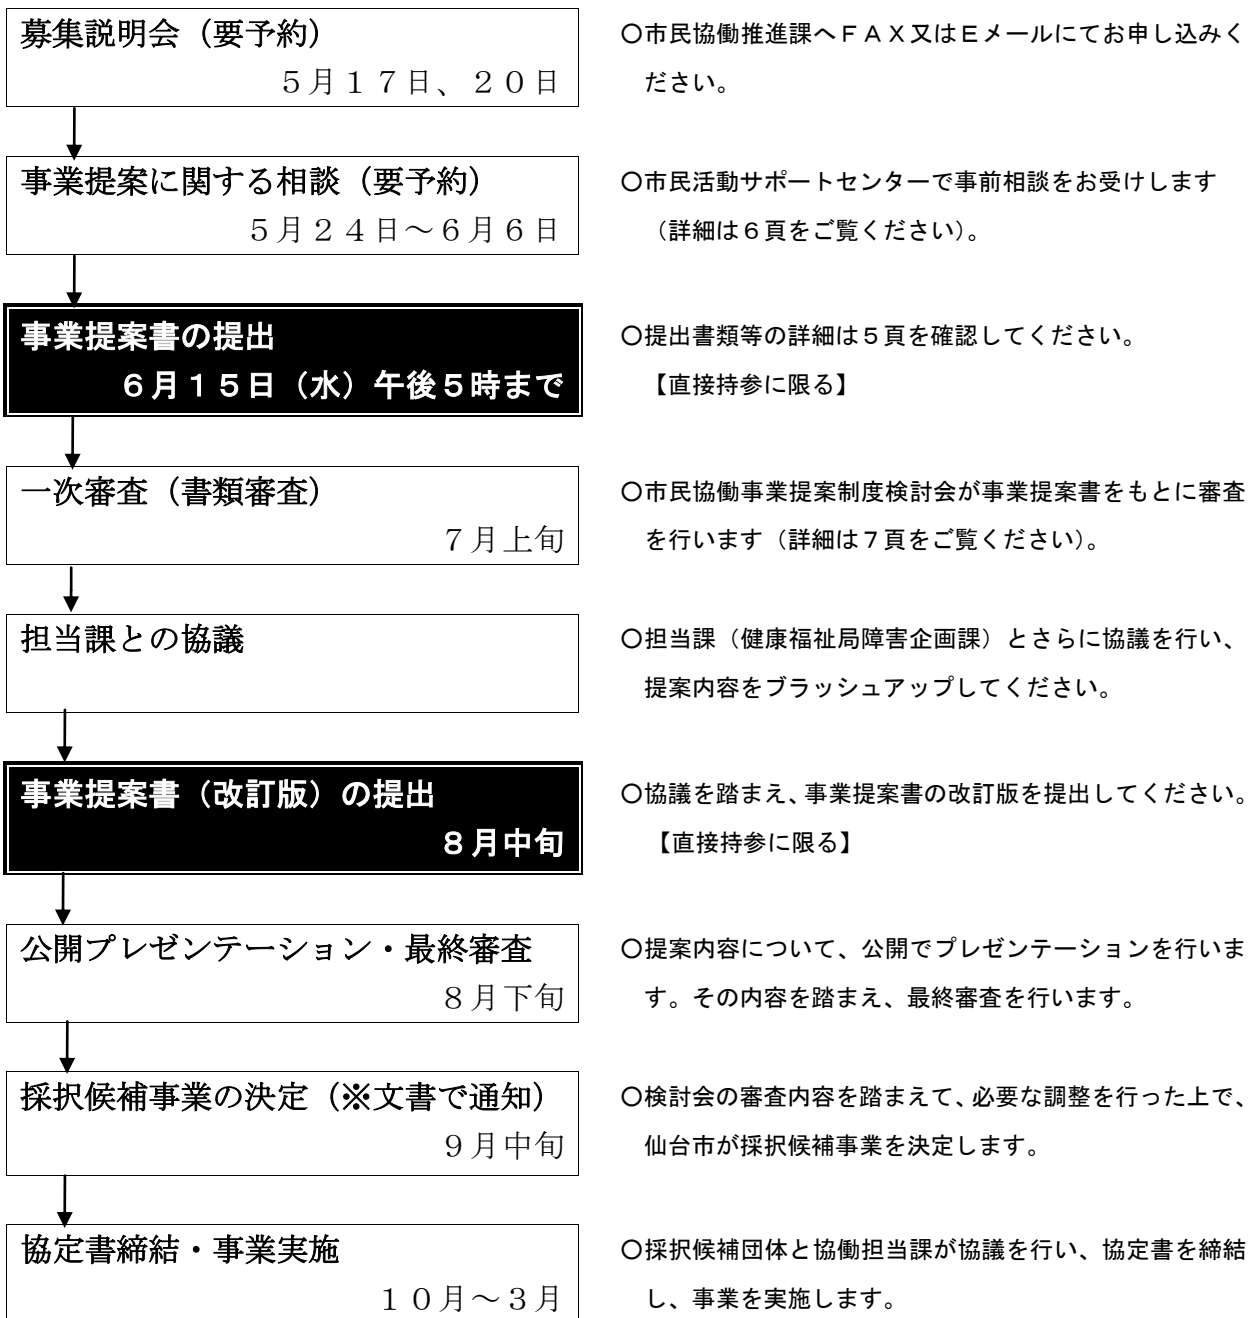 募集説明会（要予約）
５月１７日、２０日
〇市民協働推進課へＦＡＸ又はＥメールにてお申し込みく
ださい。
事業提案に関する相談（要予約）
５月２４日～６月６日
〇市民活動サポートセンターで事前相談をお受けします
（詳細は６頁をご覧ください）。
事業提案書の提出
６月１５日（水）午後５時まで
〇提出書類等の詳細は５頁を確認してください。
【直接持参に限る】
一次審査（書類審査）
７月上旬
〇市民協働事業提案制度検討会が事業提案書をもとに審査
を行います（詳細は７頁をご覧ください）。
担当課との協議
〇担当課（健康福祉局障害企画課）とさらに協議を行い、
提案内容をブラッシュアップしてください。
事業提案書（改訂版）の提出
８月中旬
〇協議を踏まえ、事業提案書の改訂版を提出してください。
【直接持参に限る】
公開プレゼンテーション・最終審査
８月下旬
〇提案内容について、公開でプレゼンテーションを行いま
す。その内容を踏まえ、最終審査を行います。
採択候補事業の決定（※文書で通知）
９月中旬
〇検討会の審査内容を踏まえて、必要な調整を行った上で、
仙台市が採択候補事業を決定します。
協定書締結・事業実施
１０月～３月
〇採択候補団体と協働担当課が協議を行い、協定書を締結
し、事業を実施します。